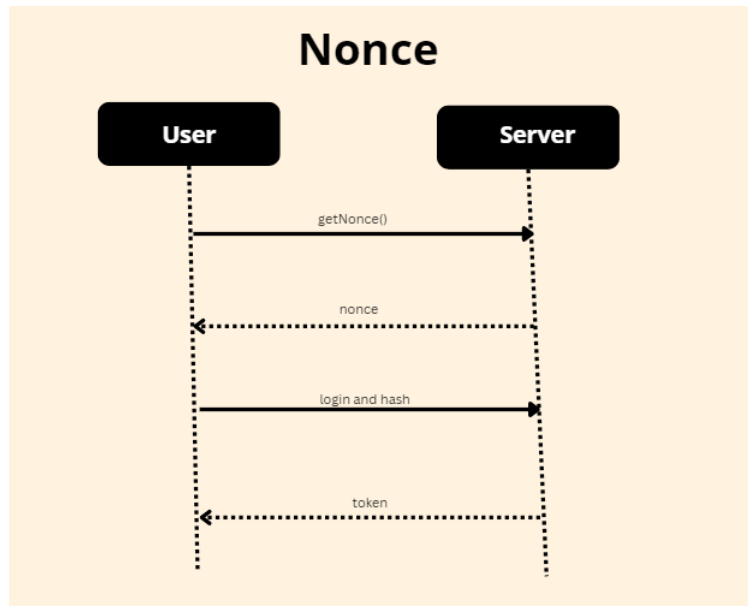 Nonce
User
Server
getNonce()
nonce
login and hash
token